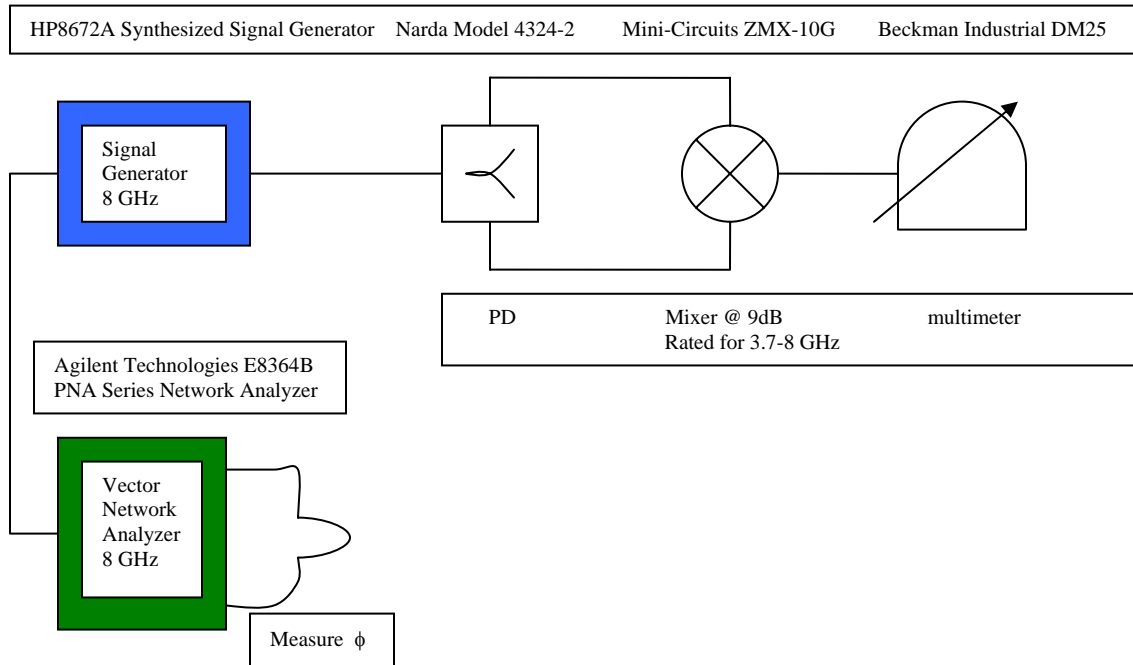 HP8672A Synthesized Signal Generator Narda Model 4324-2 Mini-Circuits ZMX-10G Beckman Industrial DM25
Signal
Generator
8 GHz
PD Mixer @ 9dB multimeter
Rated for 3.7-8 GHz
Agilent Technologies E8364B
PNA Series Network Analyzer
Vector
Network
Analyzer
8 GHz
Measure ϕ